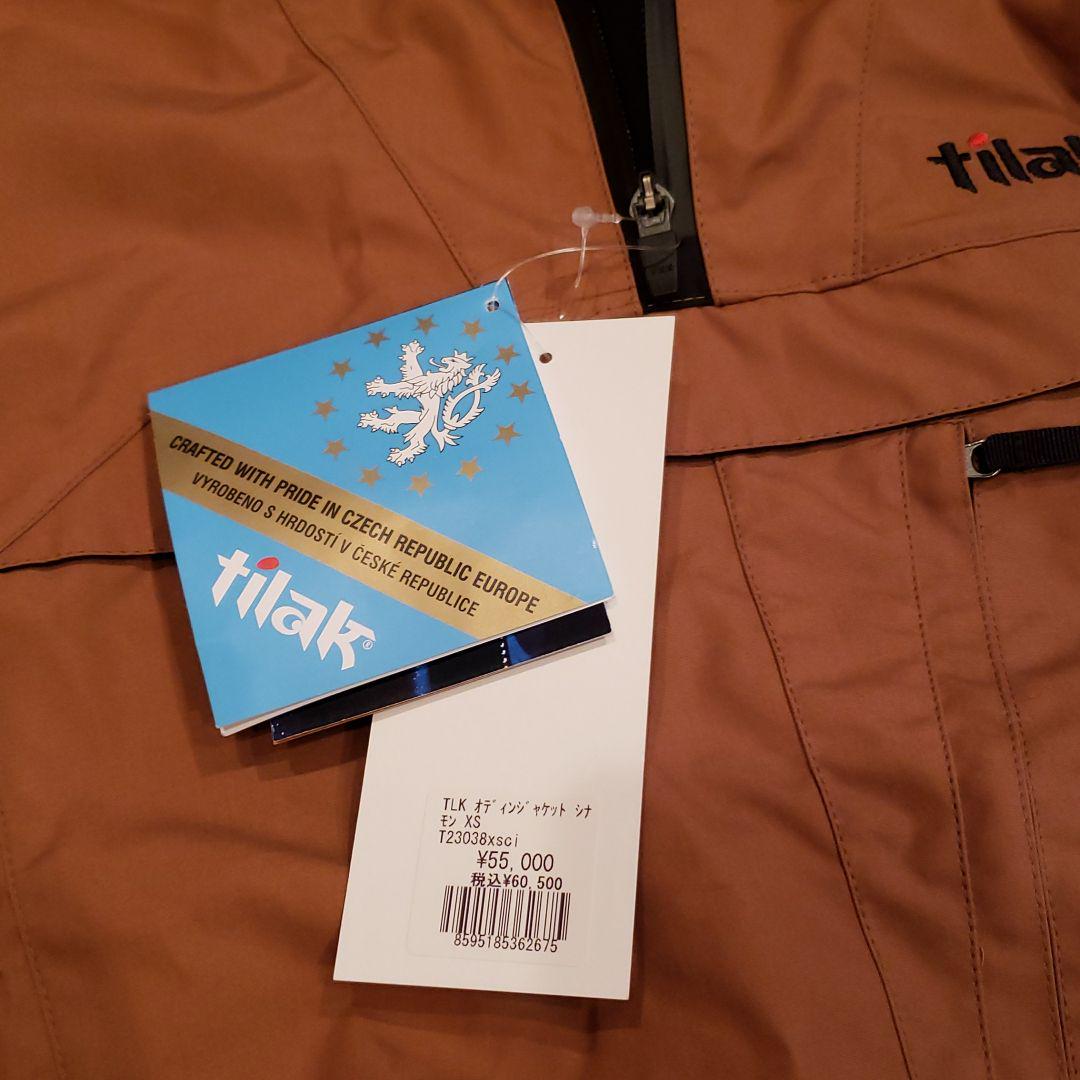 tilak
CRAFTED WITH PRIDE IN CZECH REPUBLIC EUROPE
VYROBENO S HRDOSTÍ V ČESKÉ REPUBLICE
tilak®
TLK ｵﾃﾞｨﾝｼﾞｬｹｯﾄ ｼﾅ
ﾓﾝ XS
T23038xsci
¥55,000
税込¥60,500
8595185362675